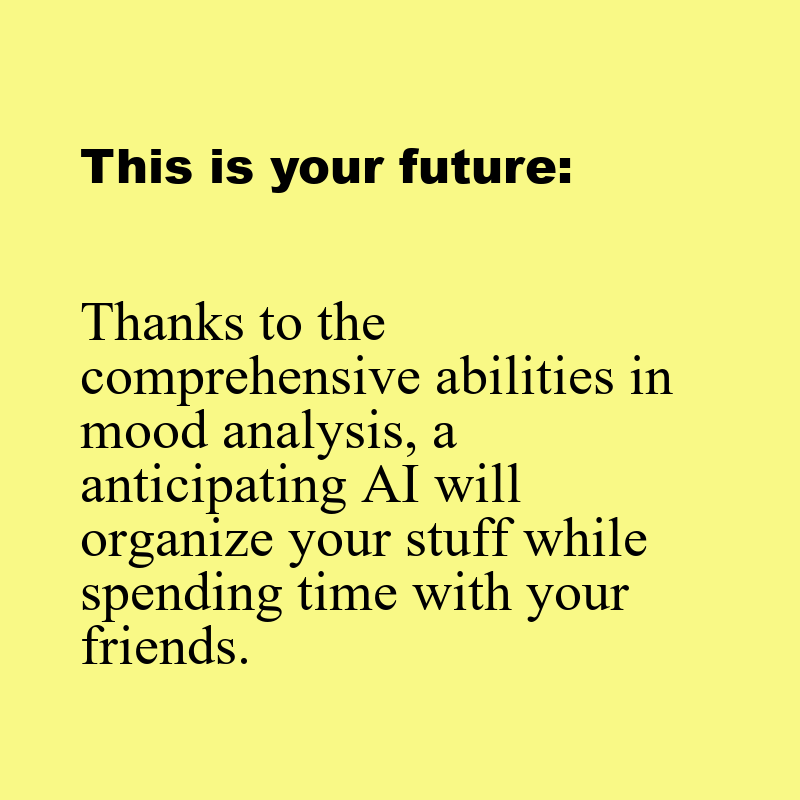 This is your future:
Thanks to the
comprehensive abilities in
mood analysis, a
anticipating AI will
organize your stuff while
spending time with your
friends.